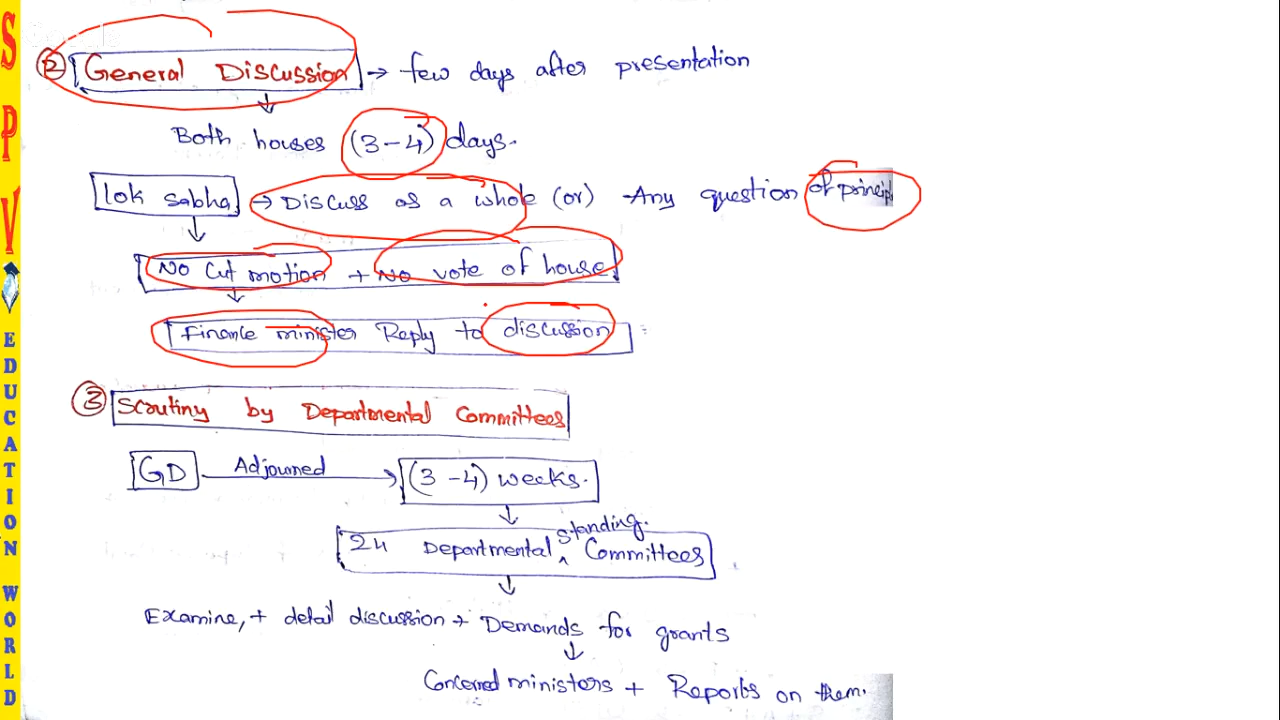 SPV EDUCATION WORLD
② General Discussion → few days after presentation
↓
Both houses (3-4) days.
lok sabha → Discuss as a whole (or) Any question of princip
↓
No cut motion + No vote of house
↓
Finance minister Reply to discussion
③ Scrutiny by Departmental Committees
GD Adjourned → (3-4) weeks.
↓
standing.
24 Departmental ^ Committees
↓
Examine, + detail discussion + Demands for grants
↓
ministers + Reports on them.